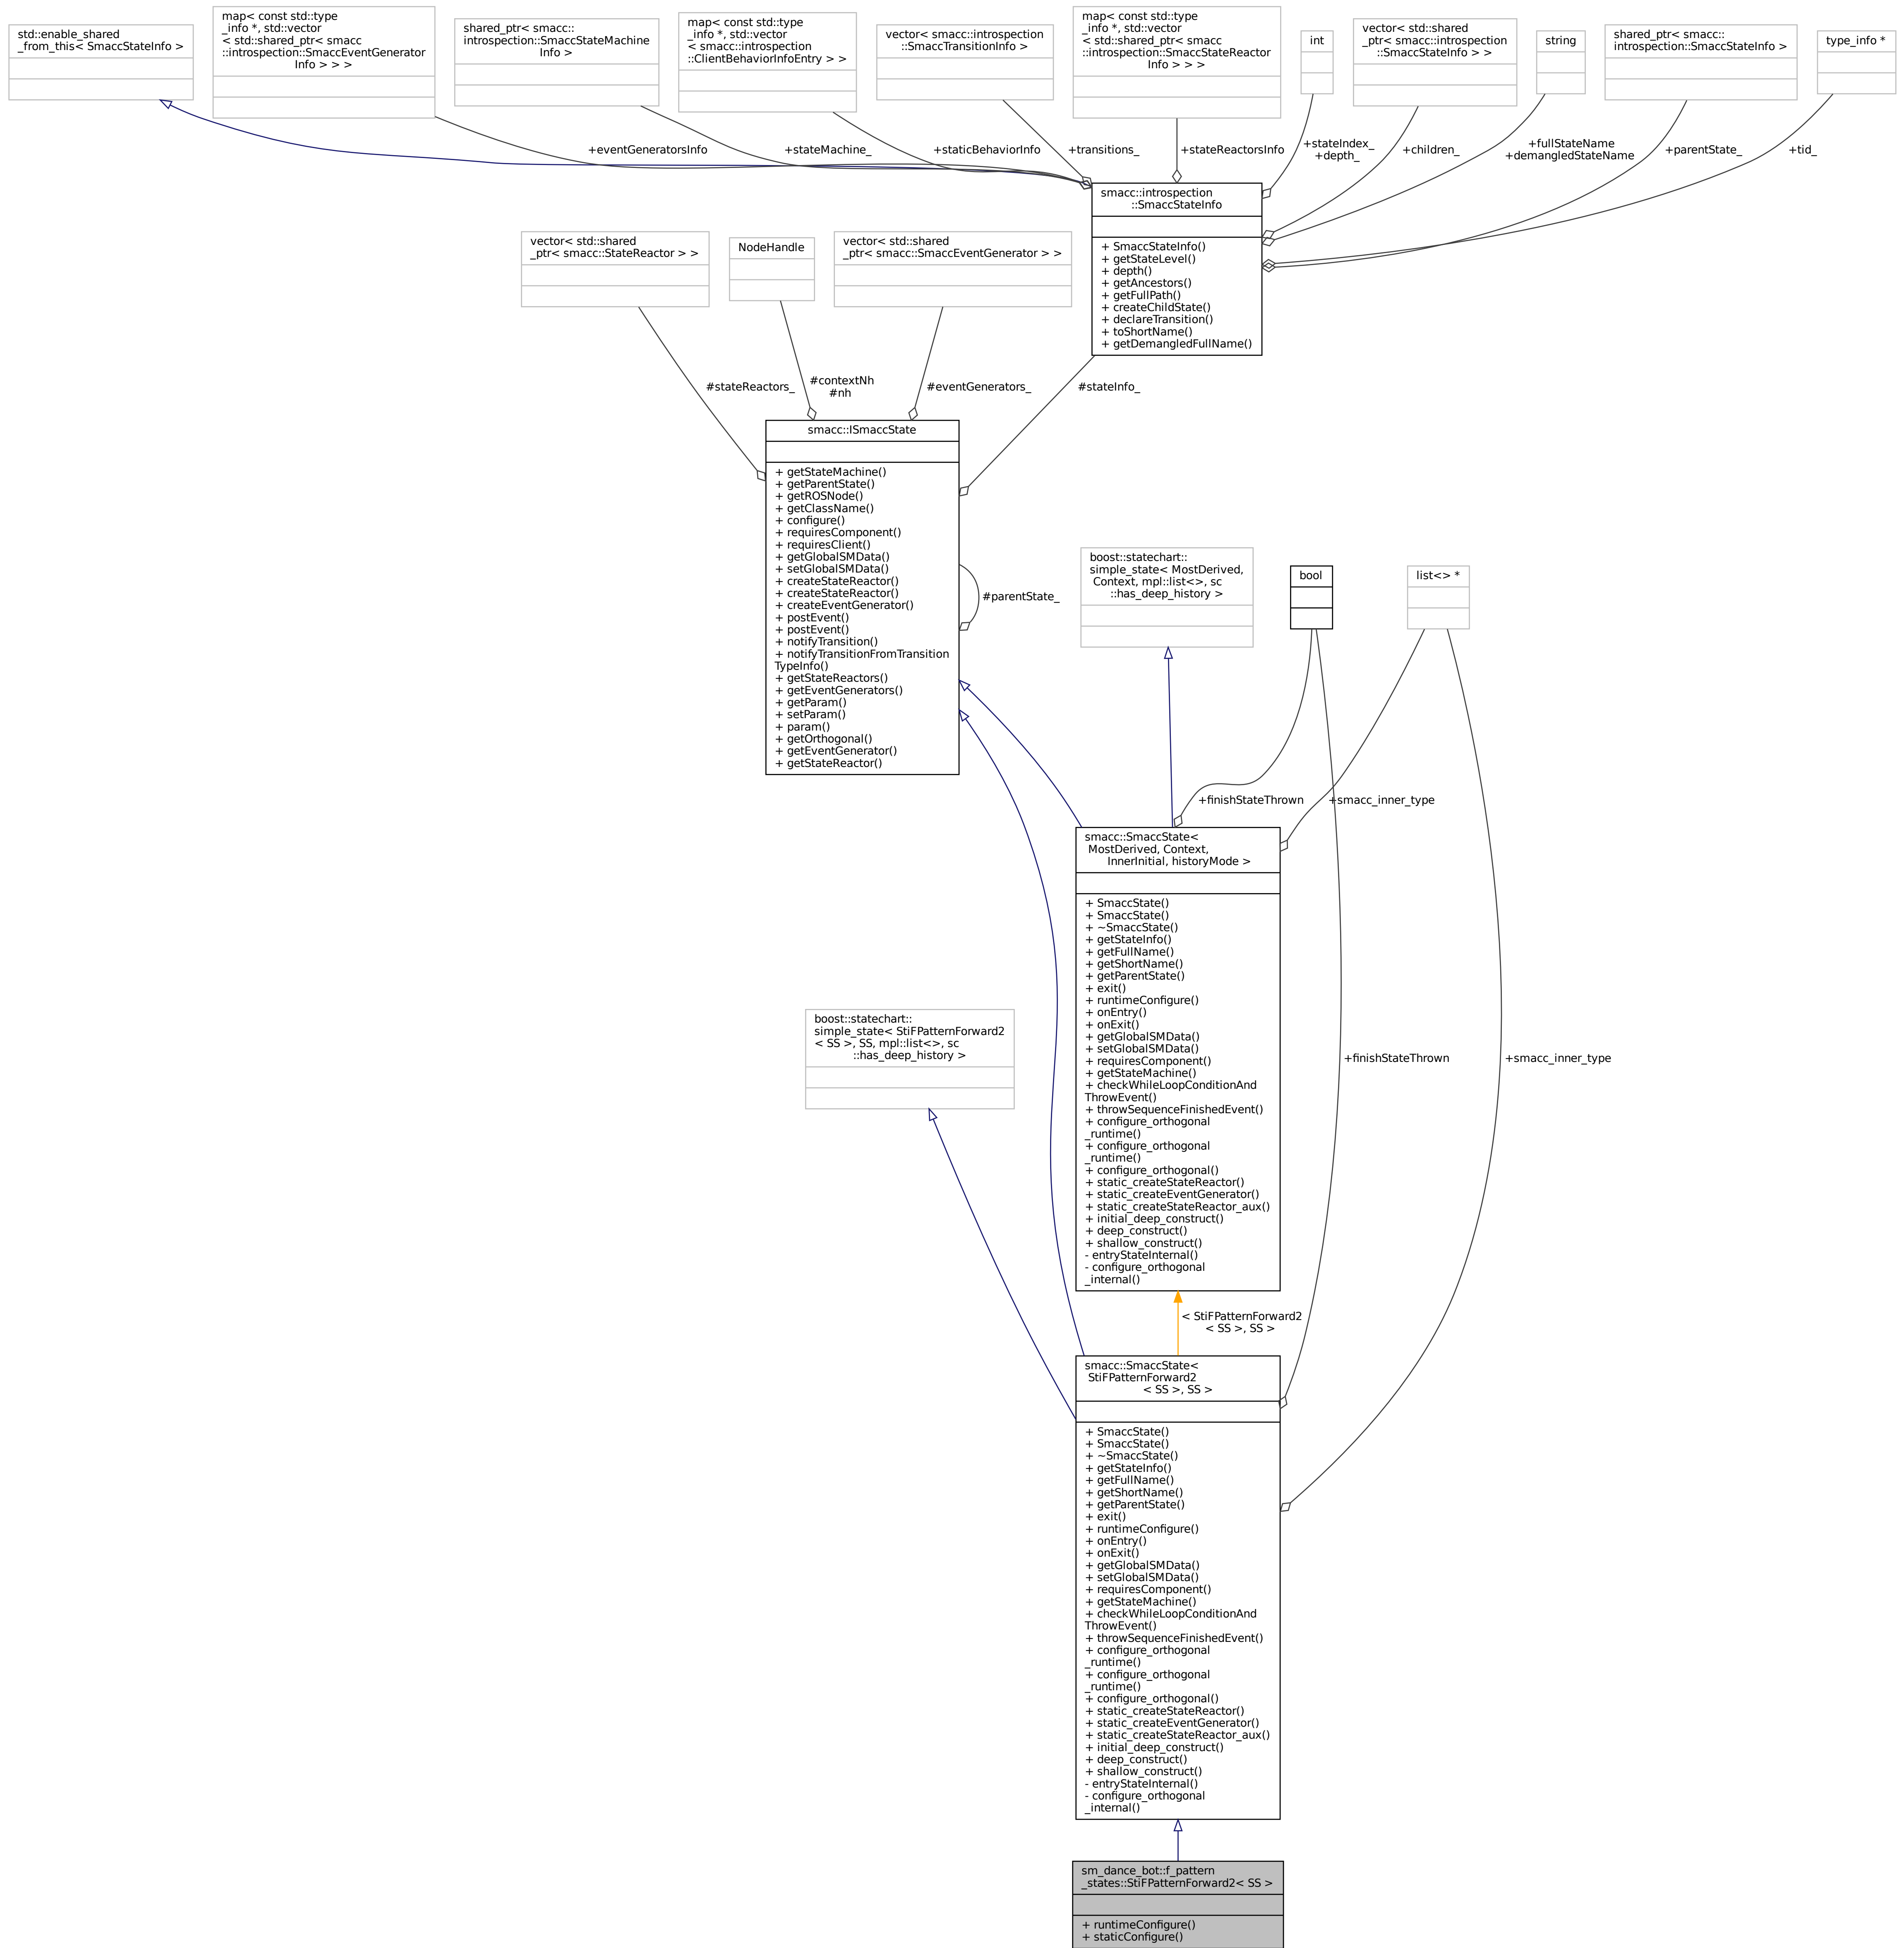 std::enable_shared
_from_this< SmaccStateInfo >
map< const std::type
_info *, std::vector
< std::shared_ptr< smacc
::introspection::SmaccEventGenerator
Info > > >
shared_ptr< smacc::
introspection::SmaccStateMachine
Info >
map< const std::type
_info *, std::vector
< smacc::introspection
::ClientBehaviorInfoEntry > >
vector< smacc::introspection
::SmaccTransitionInfo >
map< const std::type
_info *, std::vector
< std::shared_ptr< smacc
::introspection::SmaccStateReactor
Info > > >
int
vector< std::shared
_ptr< smacc::introspection
::SmaccStateInfo > >
string
shared_ptr< smacc::
introspection::SmaccStateInfo >
type_info *
+eventGeneratorsInfo
+stateMachine_
+staticBehaviorInfo
+transitions_
+stateReactorsInfo
+stateIndex_
+depth_
+children_
+fullStateName
+demangledStateName
+parentState_
+tid_
smacc::introspection
::SmaccStateInfo
+ SmaccStateInfo()
+ getStateLevel()
+ depth()
+ getAncestors()
+ getFullPath()
+ createChildState()
+ declareTransition()
+ toShortName()
+ getDemangledFullName()
vector< std::shared
_ptr< smacc::StateReactor > >
NodeHandle
vector< std::shared
_ptr< smacc::SmaccEventGenerator > >
#stateReactors_
#contextNh
#nh
#eventGenerators_
#stateInfo_
smacc::ISmaccState
+ getStateMachine()
+ getParentState()
+ getROSNode()
+ getClassName()
+ configure()
+ requiresComponent()
+ requiresClient()
+ getGlobalSMData()
+ setGlobalSMData()
+ createStateReactor()
+ createStateReactor()
+ createEventGenerator()
+ postEvent()
+ postEvent()
+ notifyTransition()
+ notifyTransitionFromTransition
TypeInfo()
+ getStateReactors()
+ getEventGenerators()
+ getParam()
+ setParam()
+ param()
+ getOrthogonal()
+ getEventGenerator()
+ getStateReactor()
#parentState_
boost::statechart::
simple_state< MostDerived,
Context, mpl::list<>, sc
::has_deep_history >
bool
list<> *
+finishStateThrown
+smacc_inner_type
smacc::SmaccState<
MostDerived, Context,
InnerInitial, historyMode >
+ SmaccState()
+ SmaccState()
+ ~SmaccState()
+ getStateInfo()
+ getFullName()
+ getShortName()
+ getParentState()
+ exit()
+ runtimeConfigure()
+ onEntry()
+ onExit()
+ getGlobalSMData()
+ setGlobalSMData()
+ requiresComponent()
+ getStateMachine()
+ checkWhileLoopConditionAnd
ThrowEvent()
+ throwSequenceFinishedEvent()
+ configure_orthogonal
_runtime()
+ configure_orthogonal
_runtime()
+ configure_orthogonal()
+ static_createStateReactor()
+ static_createEventGenerator()
+ static_createStateReactor_aux()
+ initial_deep_construct()
+ deep_construct()
+ shallow_construct()
- entryStateInternal()
- configure_orthogonal
_internal()
boost::statechart::
simple_state< StiFPatternForward2
< SS >, SS, mpl::list<>, sc
::has_deep_history >
+finishStateThrown
+smacc_inner_type
< StiFPatternForward2
< SS >, SS >
smacc::SmaccState<
StiFPatternForward2
< SS >, SS >
+ SmaccState()
+ SmaccState()
+ ~SmaccState()
+ getStateInfo()
+ getFullName()
+ getShortName()
+ getParentState()
+ exit()
+ runtimeConfigure()
+ onEntry()
+ onExit()
+ getGlobalSMData()
+ setGlobalSMData()
+ requiresComponent()
+ getStateMachine()
+ checkWhileLoopConditionAnd
ThrowEvent()
+ throwSequenceFinishedEvent()
+ configure_orthogonal
_runtime()
+ configure_orthogonal
_runtime()
+ configure_orthogonal()
+ static_createStateReactor()
+ static_createEventGenerator()
+ static_createStateReactor_aux()
+ initial_deep_construct()
+ deep_construct()
+ shallow_construct()
- entryStateInternal()
- configure_orthogonal
_internal()
sm_dance_bot::f_pattern
_states::StiFPatternForward2< SS >
+ runtimeConfigure()
+ staticConfigure()